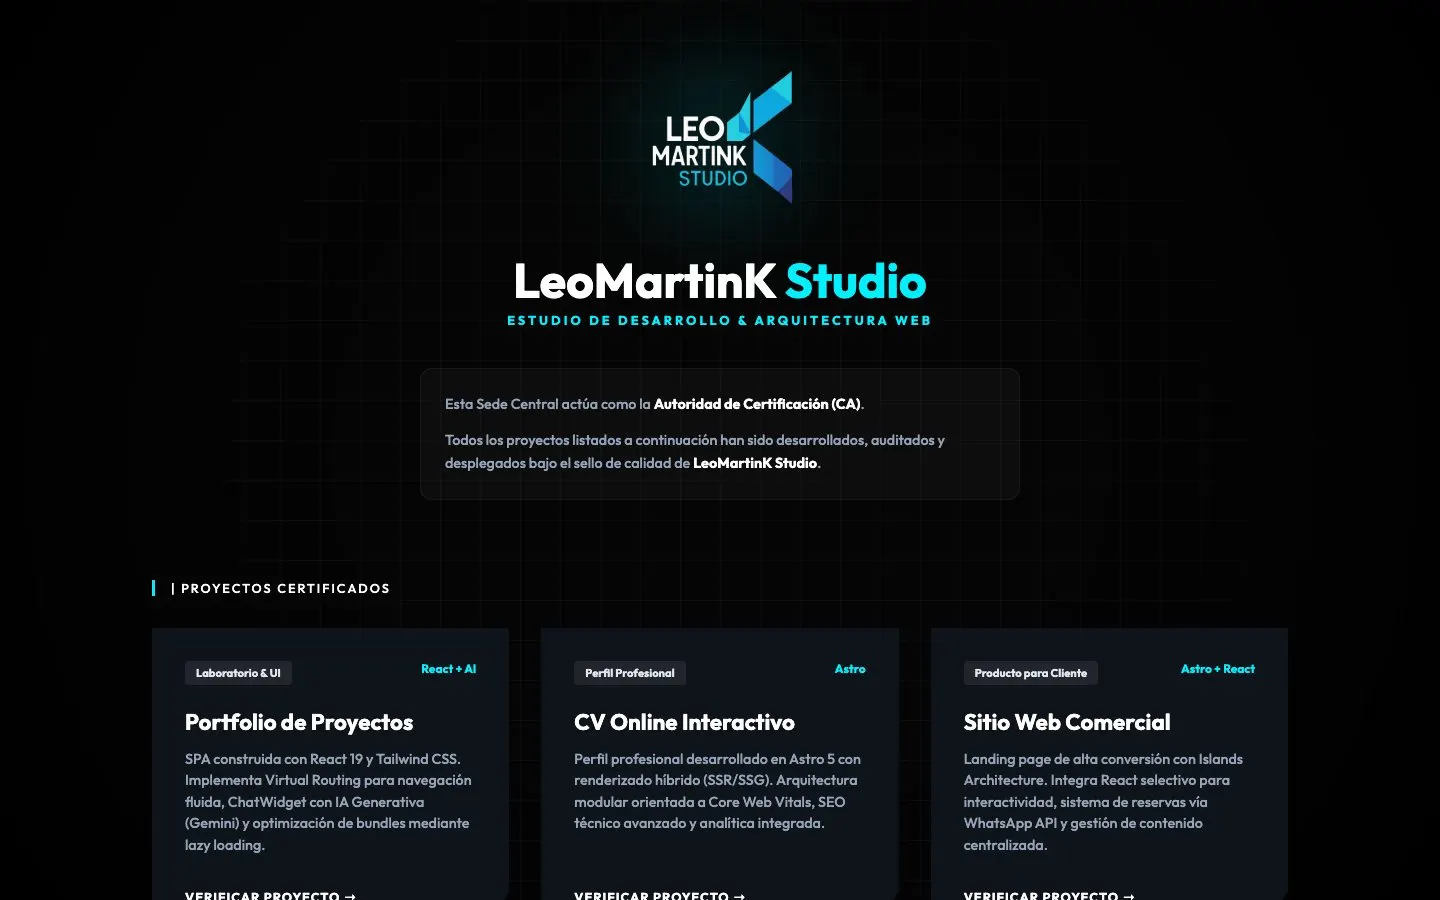 LEO
MARTINK
STUDIO
LeoMartinK Studio
ESTUDIO DE DESARROLLO & ARQUITECTURA WEB
Esta Sede Central actúa como la Autoridad de Certificación (CA).
Todos los proyectos listados a continuación han sido desarrollados, auditados y
desplegados bajo el sello de calidad de LeoMartinK Studio.
| PROYECTOS CERTIFICADOS
Laboratorio & UI
React + AI
Portfolio de Proyectos
SPA construida con React 19 y Tailwind CSS.
Implementa Virtual Routing para navegación
fluida, ChatWidget con IA Generativa
(Gemini) y optimización de bundles mediante
lazy loading.
VERIFICAR PROYECTO →
Perfil Profesional
Astro
CV Online Interactivo
Perfil profesional desarrollado en Astro 5 con
renderizado híbrido (SSR/SSG). Arquitectura
modular orientada a Core Web Vitals, SEO
técnico avanzado y analítica integrada.
VERIFICAR PROYECTO →
Producto para Cliente
Astro + React
Sitio Web Comercial
Landing page de alta conversión con Islands
Architecture. Integra React selectivo para
interactividad, sistema de reservas vía
WhatsApp API y gestión de contenido
centralizada.
VERIFICAR PROYECTO →